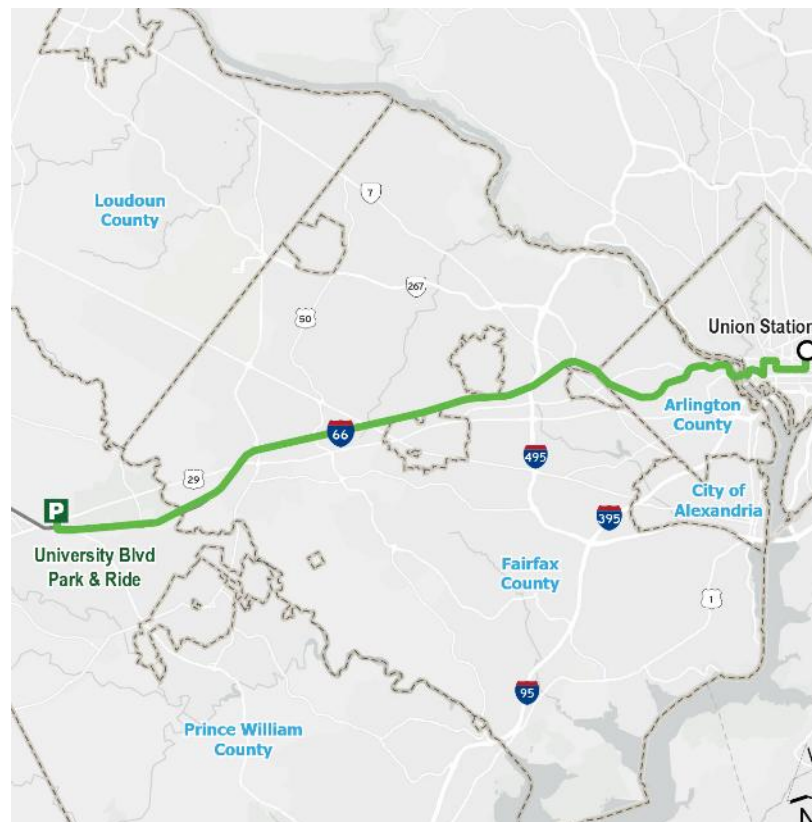 Loudoun
County
7
267
50
Union Station
Arlington
County
66
495
29
City of
Alexandria
P
395
University Blvd
Park & Ride
Fairfax
County
1
95
Prince William
County
N